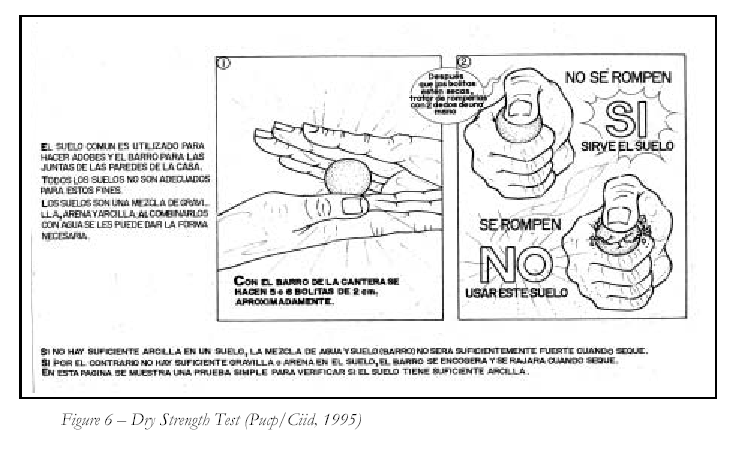 EL SUELO COMUN ES UTILIZADO PARA
HACER ADOBES Y EL BARRO PARA LAS
JUNTAS DE LAS PAREDES DE LA CASA.
TODOS LOS SUELOS NO SON ADECUADOS
PARA ESTOS FINES.
LOS SUELOS SON UNA MEZCLA DE GRAVI_
LLA, ARENA Y ARCILLA; AL COMBINARLOS
CON AGUA SE LES PUEDE DAR LA FORMA
NECESARIA.
1
CON EL BARRO DE LA CANTERA SE
HACEN 5 o 6 BOLITAS DE 2 cm.
APROXIMADAMENTE.
2
Después
que las bolitas
estén secas,
tratar de romperlas
con 2 dedos de una
mano
NO SE ROMPEN
SI
SIRVE EL SUELO
SE ROMPEN
NO
USAR ESTE SUELO
SI NO HAY SUFICIENTE ARCILLA EN UN SUELO, LA MEZCLA DE AGUA Y SUELO (BARRO) NO SERA SUFICIENTEMENTE FUERTE CUANDO SEQUE.
SI POR EL CONTRARIO NO HAY SUFICIENTE GRAVILLA o ARENA EN EL SUELO, EL BARRO SE ENCOGERA Y SE RAJARA CUANDO SEQUE.
EN ESTA PAGINA SE MUESTRA UNA PRUEBA SIMPLE PARA VERIFICAR SI EL SUELO TIENE SUFICIENTE ARCILLA.
Figure 6 – Dry Strength Test (Pucp/Ciid, 1995)